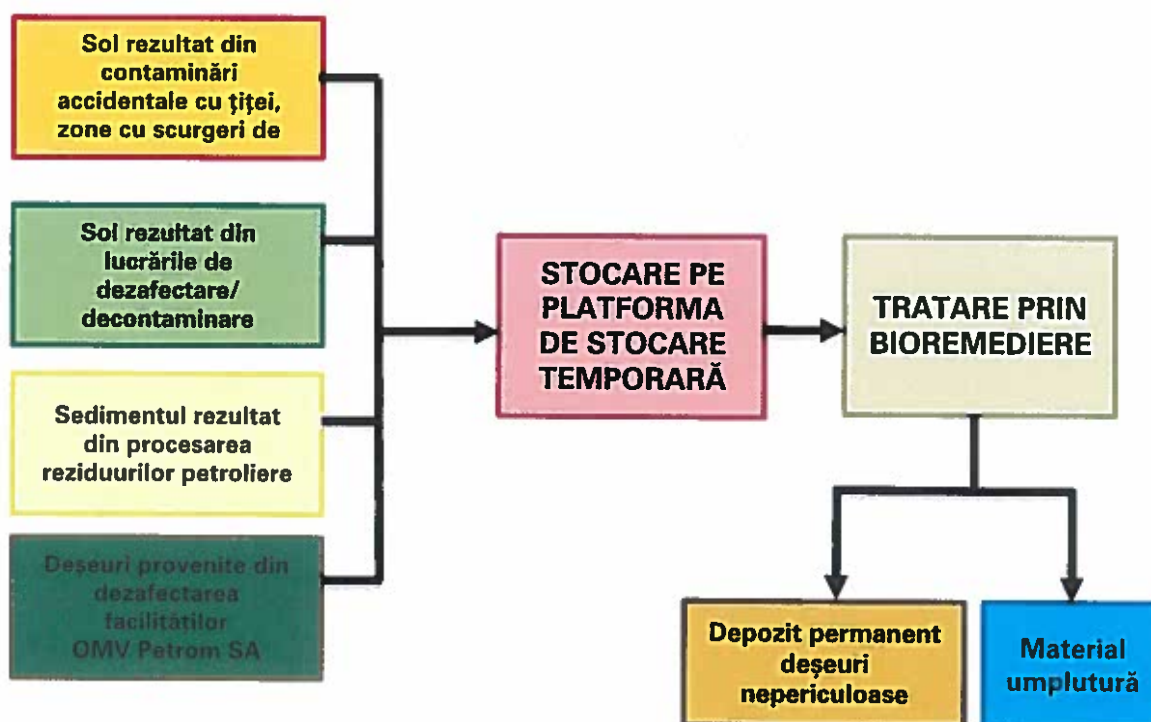 Sol rezultat din
contaminări
accidentale cu țiței,
zone cu scurgeri de
Sol rezultat din
lucrările de
dezafectare/
decontaminare
Sedimentul rezultat
din procesarea
reziduurilor petroliere
Deșeuri provenite din
dezafectarea
facilităților
OMV Petrom SA
STOCARE PE
PLATFORMA
DE STOCARE
TEMPORARĂ
TRATARE PRIN
BIOREMEDIERE
Depozit permanent
deșeuri
nepericuloase
Material
umplutură